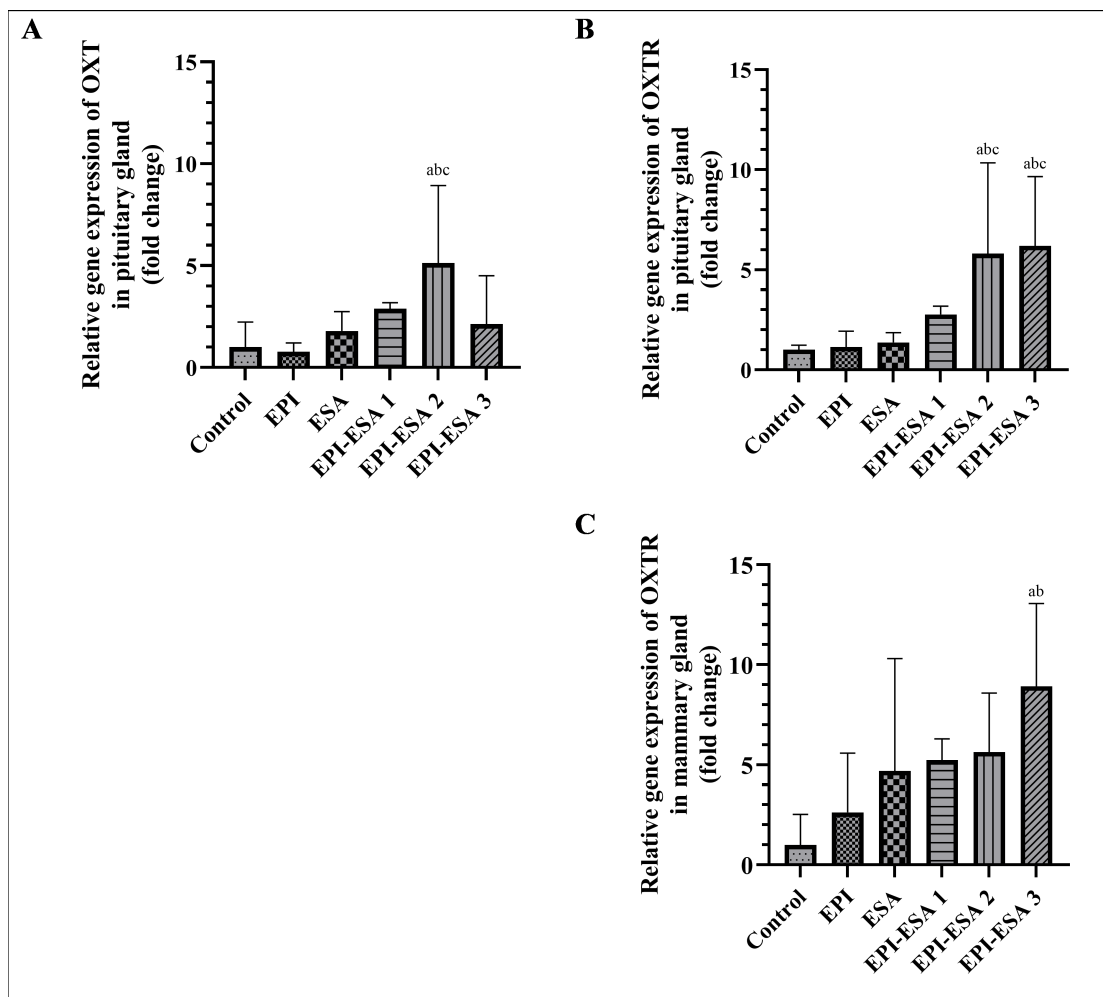 A
Relative gene expression of OXT
in pituitary gland
(fold change)
15
10
5
0
abc
Control
EPI
ESA
EPI-ESA 1
EPI-ESA 2
EPI-ESA 3
B
Relative gene expression of OXTR
in pituitary gland
(fold change)
15
10
5
0
abc
abc
Control
EPI
ESA
EPI-ESA 1
EPI-ESA 2
EPI-ESA 3
C
Relative gene expression of OXTR
in mammary gland
(fold change)
15
10
5
0
ab
Control
EPI
ESA
EPI-ESA 1
EPI-ESA 2
EPI-ESA 3